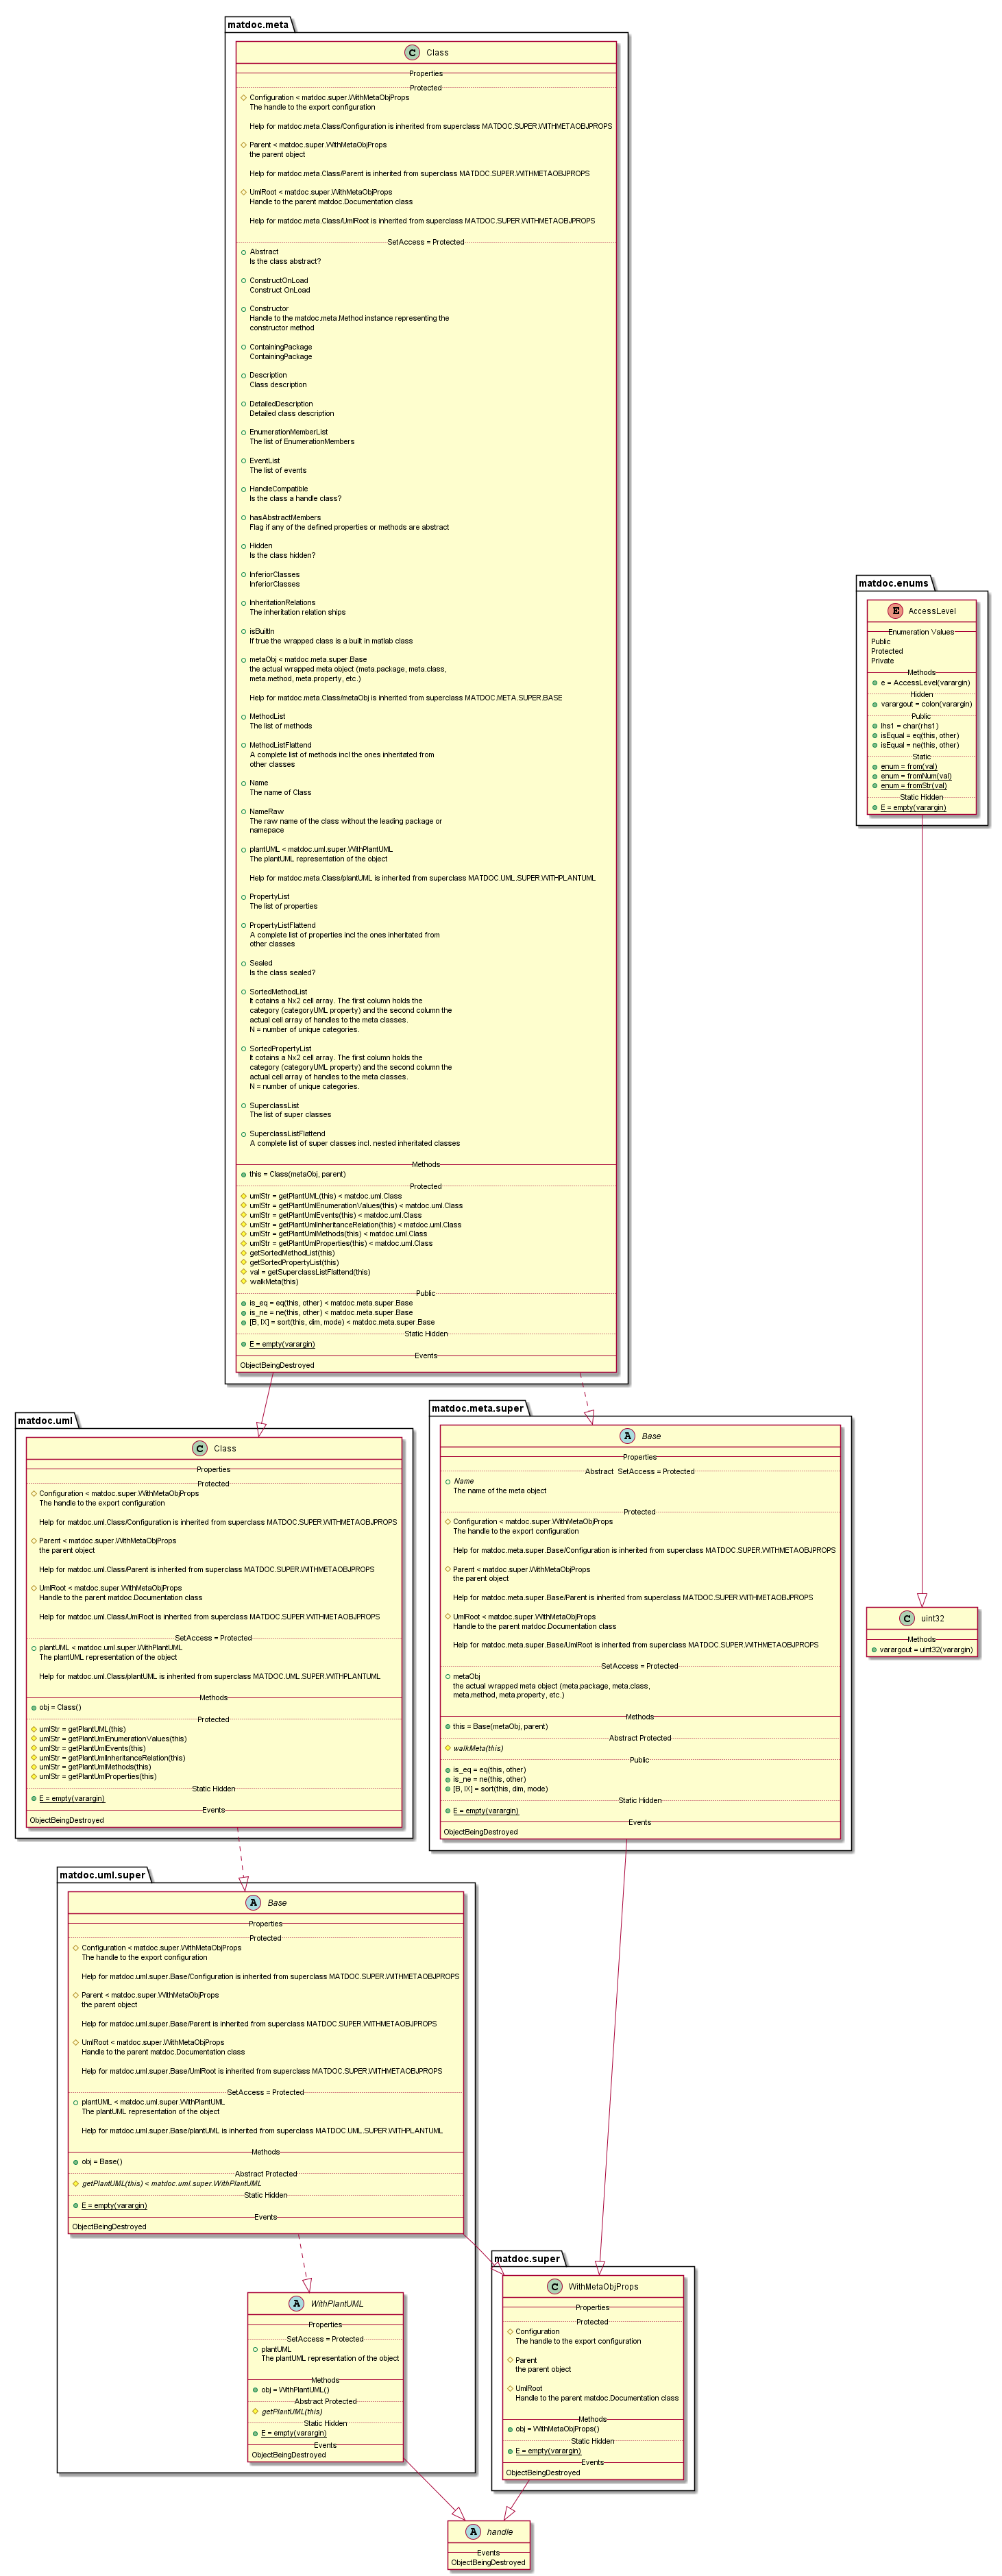 matdoc.meta
C Class
Properties
Protected
Configuration < matdoc.super.WithMetaObjProps
The handle to the export configuration
Help for matdoc.meta.Class/Configuration is inherited from superclass MATDOC.SUPER.WITHMETAOBJPROPS
Parent < matdoc.super.WithMetaObjProps
the parent object
Help for matdoc.meta.Class/Parent is inherited from superclass MATDOC.SUPER.WITHMETAOBJPROPS
UmlRoot < matdoc.super.WithMetaObjProps
Handle to the parent matdoc.Documentation class
Help for matdoc.meta.Class/UmlRoot is inherited from superclass MATDOC.SUPER.WITHMETAOBJPROPS
SetAccess = Protected
Abstract
Is the class abstract?
ConstructOnLoad
Construct OnLoad
Constructor
Handle to the matdoc.meta.Method instance representing the
constructor method
ContainingPackage
ContainingPackage
Description
Class description
DetailedDescription
Detailed class description
EnumerationMemberList
The list of EnumerationMembers
EventList
The list of events
HandleCompatible
Is the class a handle class?
hasAbstractMembers
Flag if any of the defined properties or methods are abstract
Hidden
Is the class hidden?
InferiorClasses
InferiorClasses
InheritationRelations
The inheritation relation ships
isBuiltIn
If true the wrapped class is a built in matlab class
metaObj < matdoc.meta.super.Base
the actual wrapped meta object (meta.package, meta.class,
meta.method, meta.property, etc.)
Help for matdoc.meta.Class/metaObj is inherited from superclass MATDOC.META.SUPER.BASE
MethodList
The list of methods
MethodListFlattend
A complete list of methods incl the ones inheritated from
other classes
Name
The name of Class
NameRaw
The raw name of the class without the leading package or
namepace
plantUML < matdoc.uml.super.WithPlantUML
The plantUML representation of the object
Help for matdoc.meta.Class/plantUML is inherited from superclass MATDOC.UML.SUPER.WITHPLANTUML
PropertyList
The list of properties
PropertyListFlattend
A complete list of properties incl the ones inheritated from
other classes
Sealed
Is the class sealed?
SortedMethodList
It cotains a Nx2 cell array. The first column holds the
category (categoryUML property) and the second column the
actual cell array of handles to the meta classes.
N = number of unique categories.
SortedPropertyList
It cotains a Nx2 cell array. The first column holds the
category (categoryUML property) and the second column the
actual cell array of handles to the meta classes.
N = number of unique categories.
SuperclassList
The list of super classes
SuperclassListFlattend
A complete list of super classes incl. nested inheritated classes
Methods
this = Class(metaObj, parent)
Protected
umlStr = getPlantUML(this) < matdoc.uml.Class
umlStr = getPlantUmlEnumerationValues(this) < matdoc.uml.Class
umlStr = getPlantUmlEvents(this) < matdoc.uml.Class
umlStr = getPlantUmlInheritanceRelation(this) < matdoc.uml.Class
umlStr = getPlantUmlMethods(this) < matdoc.uml.Class
umlStr = getPlantUmlProperties(this) < matdoc.uml.Class
getSortedMethodList(this)
getSortedPropertyList(this)
val = getSuperclassListFlattend(this)
walkMeta(this)
Public
is_eq = eq(this, other) < matdoc.meta.super.Base
is_ne = ne(this, other) < matdoc.meta.super.Base
[B, IX] = sort(this, dim, mode) < matdoc.meta.super.Base
Static Hidden
E = empty(varargin)
Events
ObjectBeingDestroyed
matdoc.enums
E AccessLevel
Enumeration Values
Public
Protected
Private
Methods
e = AccessLevel(varargin)
Hidden
varargout = colon(varargin)
Public
lhs1 = char(rhs1)
isEqual = eq(this, other)
isEqual = ne(this, other)
Static
enum = from(val)
enum = fromNum(val)
enum = fromStr(val)
Static Hidden
E = empty(varargin)
matdoc.uml
C Class
Properties
Protected
Configuration < matdoc.super.WithMetaObjProps
The handle to the export configuration
Help for matdoc.uml.Class/Configuration is inherited from superclass MATDOC.SUPER.WITHMETAOBJPROPS
Parent < matdoc.super.WithMetaObjProps
the parent object
Help for matdoc.uml.Class/Parent is inherited from superclass MATDOC.SUPER.WITHMETAOBJPROPS
UmlRoot < matdoc.super.WithMetaObjProps
Handle to the parent matdoc.Documentation class
Help for matdoc.uml.Class/UmlRoot is inherited from superclass MATDOC.SUPER.WITHMETAOBJPROPS
SetAccess = Protected
plantUML < matdoc.uml.super.WithPlantUML
The plantUML representation of the object
Help for matdoc.uml.Class/plantUML is inherited from superclass MATDOC.UML.SUPER.WITHPLANTUML
Methods
obj = Class()
Protected
umlStr = getPlantUML(this)
umlStr = getPlantUmlEnumerationValues(this)
umlStr = getPlantUmlEvents(this)
umlStr = getPlantUmlInheritanceRelation(this)
umlStr = getPlantUmlMethods(this)
umlStr = getPlantUmlProperties(this)
Static Hidden
E = empty(varargin)
Events
ObjectBeingDestroyed
matdoc.meta.super
A Base
Properties
Abstract SetAccess = Protected
Name
The name of the meta object
Protected
Configuration < matdoc.super.WithMetaObjProps
The handle to the export configuration
Help for matdoc.meta.super.Base/Configuration is inherited from superclass MATDOC.SUPER.WITHMETAOBJPROPS
Parent < matdoc.super.WithMetaObjProps
the parent object
Help for matdoc.meta.super.Base/Parent is inherited from superclass MATDOC.SUPER.WITHMETAOBJPROPS
UmlRoot < matdoc.super.WithMetaObjProps
Handle to the parent matdoc.Documentation class
Help for matdoc.meta.super.Base/UmlRoot is inherited from superclass MATDOC.SUPER.WITHMETAOBJPROPS
SetAccess = Protected
metaObj
the actual wrapped meta object (meta.package, meta.class,
meta.method, meta.property, etc.)
Methods
this = Base(metaObj, parent)
Abstract Protected
walkMeta(this)
Public
is_eq = eq(this, other)
is_ne = ne(this, other)
[B, IX] = sort(this, dim, mode)
Static Hidden
E = empty(varargin)
Events
ObjectBeingDestroyed
C uint32
Methods
varargout = uint32(varargin)
matdoc.uml.super
A Base
Properties
Protected
Configuration < matdoc.super.WithMetaObjProps
The handle to the export configuration
Help for matdoc.uml.super.Base/Configuration is inherited from superclass MATDOC.SUPER.WITHMETAOBJPROPS
Parent < matdoc.super.WithMetaObjProps
the parent object
Help for matdoc.uml.super.Base/Parent is inherited from superclass MATDOC.SUPER.WITHMETAOBJPROPS
UmlRoot < matdoc.super.WithMetaObjProps
Handle to the parent matdoc.Documentation class
Help for matdoc.uml.super.Base/UmlRoot is inherited from superclass MATDOC.SUPER.WITHMETAOBJPROPS
SetAccess = Protected
plantUML < matdoc.uml.super.WithPlantUML
The plantUML representation of the object
Help for matdoc.uml.super.Base/plantUML is inherited from superclass MATDOC.UML.SUPER.WITHPLANTUML
Methods
obj = Base()
Abstract Protected
getPlantUML(this) < matdoc.uml.super.WithPlantUML
Static Hidden
E = empty(varargin)
Events
ObjectBeingDestroyed
A WithPlantUML
Properties
SetAccess = Protected
plantUML
The plantUML representation of the object
Methods
obj = WithPlantUML()
Abstract Protected
getPlantUML(this)
Static Hidden
E = empty(varargin)
Events
ObjectBeingDestroyed
matdoc.super
C WithMetaObjProps
Properties
Protected
Configuration
The handle to the export configuration
Parent
the parent object
UmlRoot
Handle to the parent matdoc.Documentation class
Methods
obj = WithMetaObjProps()
Static Hidden
E = empty(varargin)
Events
ObjectBeingDestroyed
A handle
Events
ObjectBeingDestroyed